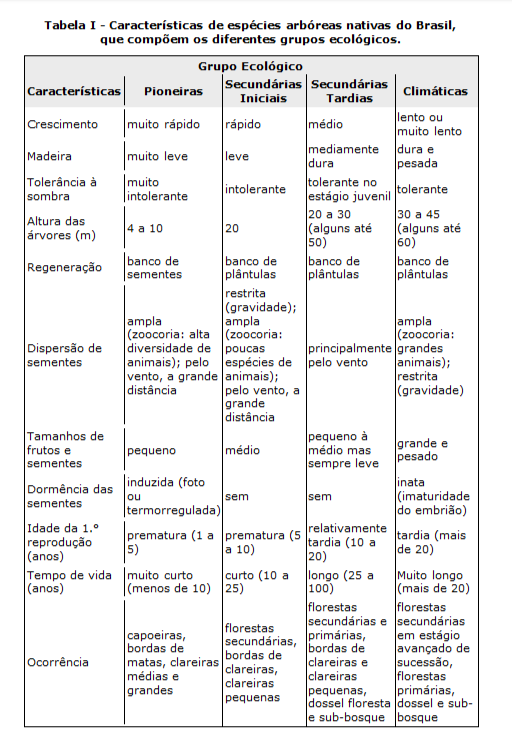 Tabela I - Características de espécies arbóreas nativas do Brasil,
que compõem os diferentes grupos ecológicos.
Grupo Ecológico
Características Pioneiras Secundárias Iniciais Secundárias Tardias Climáticas
Crescimento muito rápido rápido médio lento ou muito lento
Madeira muito leve leve mediamente dura dura e pesada
Tolerância à sombra muito intolerante intolerante tolerante no estágio juvenil tolerante
Altura das árvores (m) 4 a 10 20 20 a 30 (alguns até 50) 30 a 45 (alguns até 60)
Regeneração banco de sementes banco de plântulas banco de plântulas banco de plântulas
Dispersão de sementes ampla (zoocoria: alta diversidade de animais); pelo vento, a grande distância restrita (gravidade); ampla (zoocoria: poucas espécies de animais); pelo vento, a grande distância principalmente pelo vento ampla (zoocoria: grandes animais); restrita (gravidade)
Tamanhos de frutos e sementes pequeno médio pequeno à médio mas sempre leve grande e pesado
Dormência das sementes induzida (foto ou termorregulada) sem sem inata (imaturidade do embrião)
Idade da 1.° reprodução (anos) prematura (1 a 5) prematura (5 a 10) relativamente tardia (10 a 20) tardia (mais de 20)
Tempo de vida (anos) muito curto (menos de 10) curto (10 a 25) longo (25 a 100) Muito longo (mais de 20)
Ocorrência capoeiras, bordas de matas, clareiras médias e grandes florestas secundárias, bordas de clareiras, clareiras pequenas florestas secundárias e primárias, bordas de clareiras e clareiras pequenas, dossel floresta e sub-bosque florestas secundárias em estágio avançado de sucessão, florestas primárias, dossel e sub-bosque